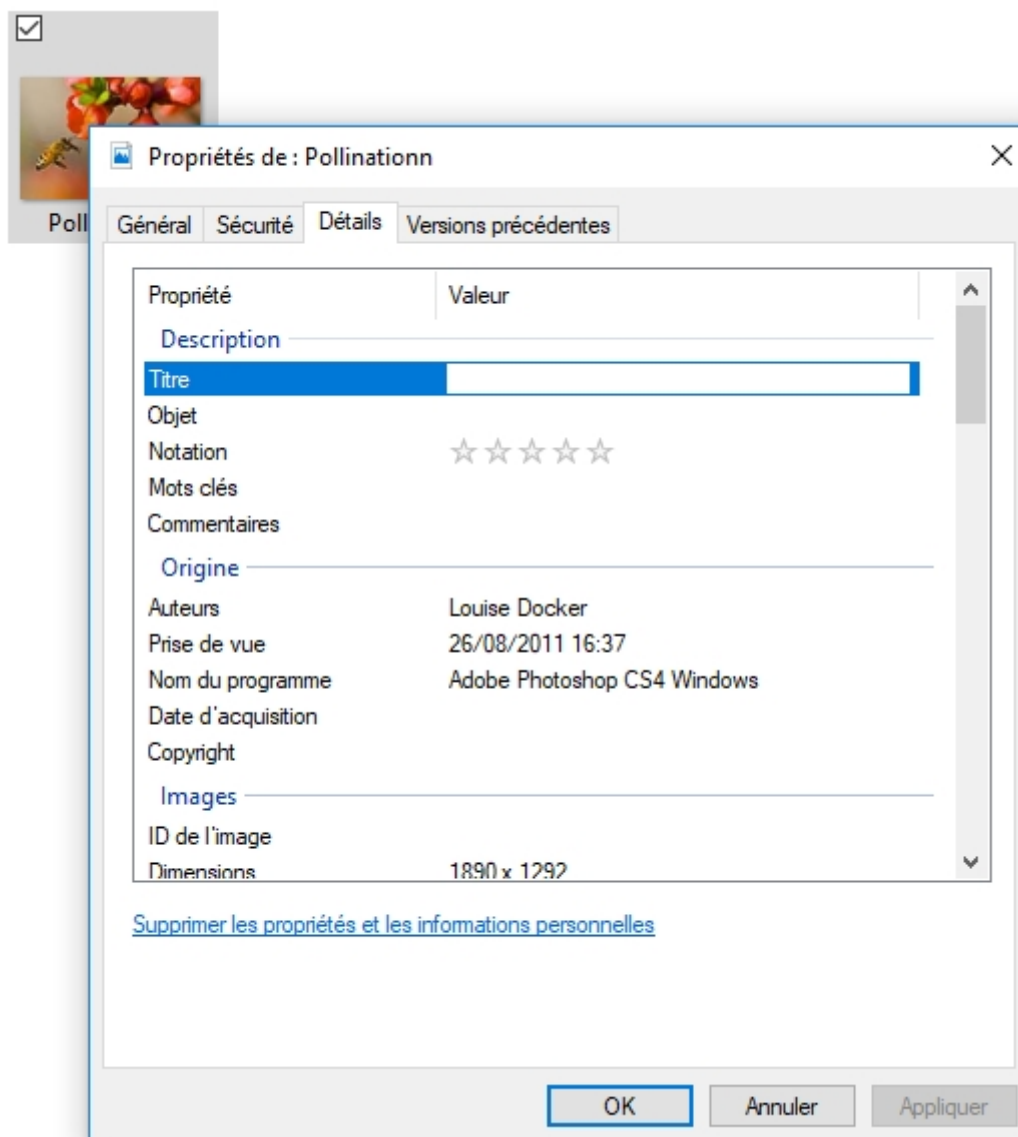 Poll
Propriétés de : Pollinationn
Général Sécurité Détails Versions précédentes
Propriété Valeur
Description
Titre
Objet
Notation
Mots clés
Commentaires
Origine
Auteurs Louise Docker
Prise de vue 26/08/2011 16:37
Nom du programme Adobe Photoshop CS4 Windows
Date d'acquisition
Copyright
Images
ID de l'image
Dimensions 1890 x 1292
Supprimer les propriétés et les informations personnelles
OK Annuler Appliquer